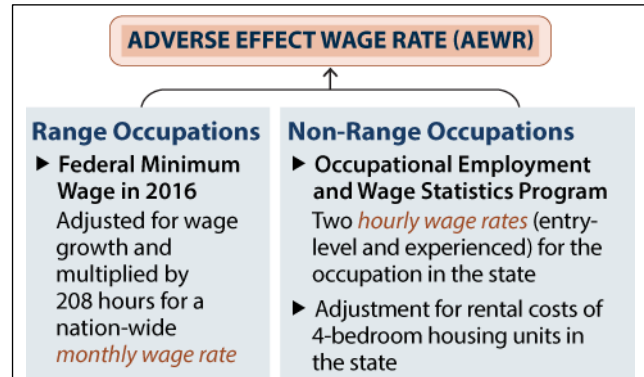 ADVERSE EFFECT WAGE RATE (AEWR)
Range Occupations
► Federal Minimum
Wage in 2016
Adjusted for wage
growth and
multiplied by
208 hours for a
nation-wide
monthly wage rate
Non-Range Occupations
► Occupational Employment
and Wage Statistics Program
Two hourly wage rates (entry-
level and experienced) for the
occupation in the state
► Adjustment for rental costs of
4-bedroom housing units in
the state